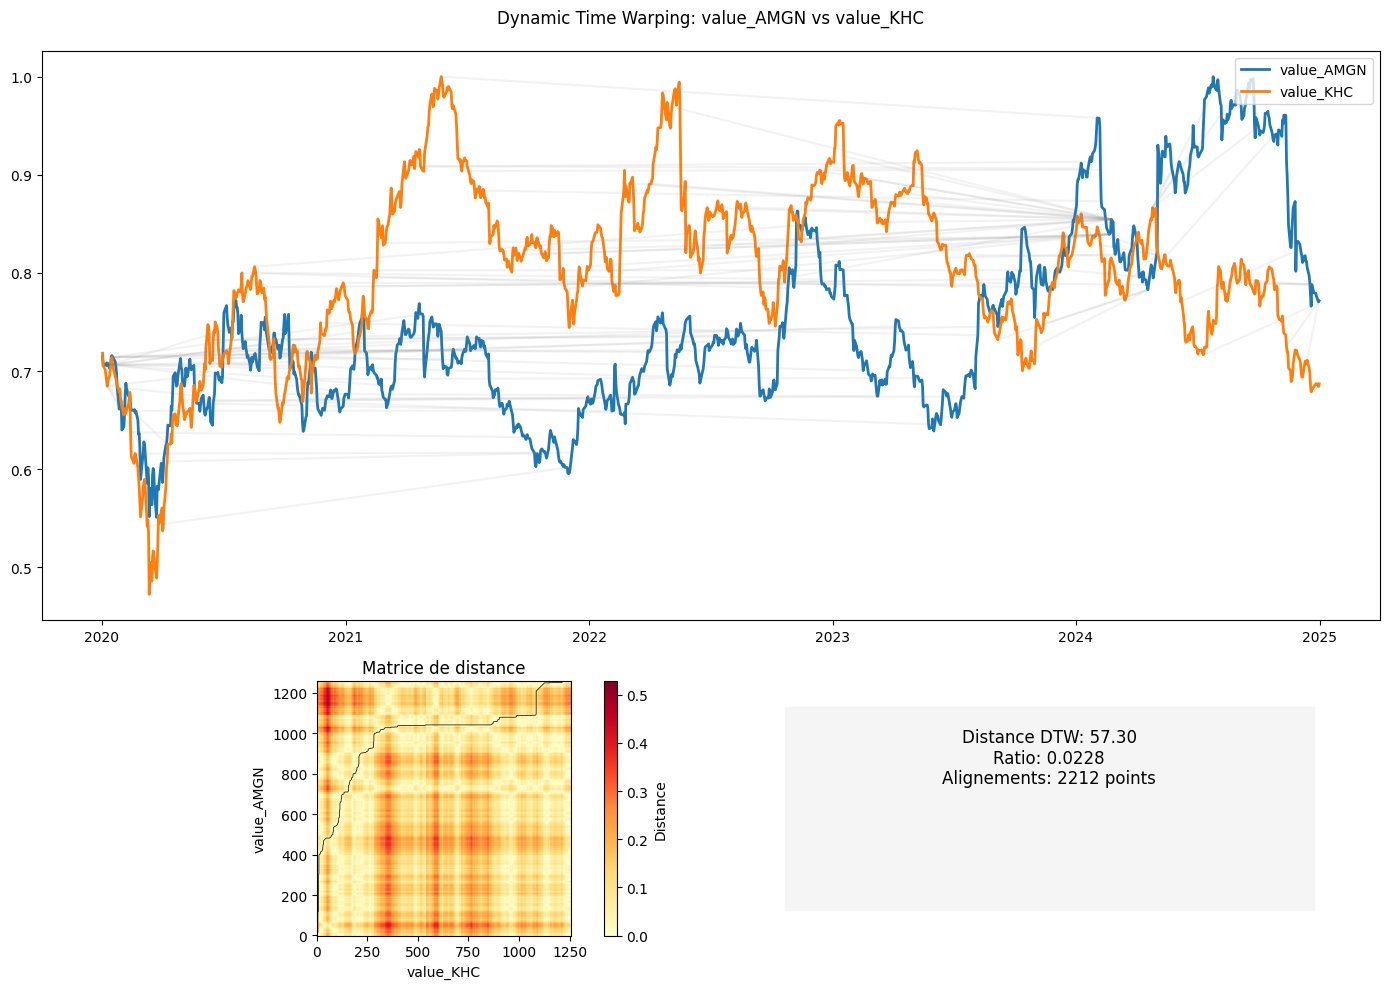 Dynamic Time Warping: value_AMGN vs value_KHC
value_AMGN
value_KHC
1.0
0.9
0.8
0.7
0.6
0.5
2020 2021 2022 2023 2024 2025
Matrice de distance
1200
1000
800
600
400
200
0
value_AMGN
0 250 500 750 1000 1250
value_KHC
0.5
0.4
0.3
0.2
0.1
0.0
Distance
Distance DTW: 57.30
Ratio: 0.0228
Alignements: 2212 points